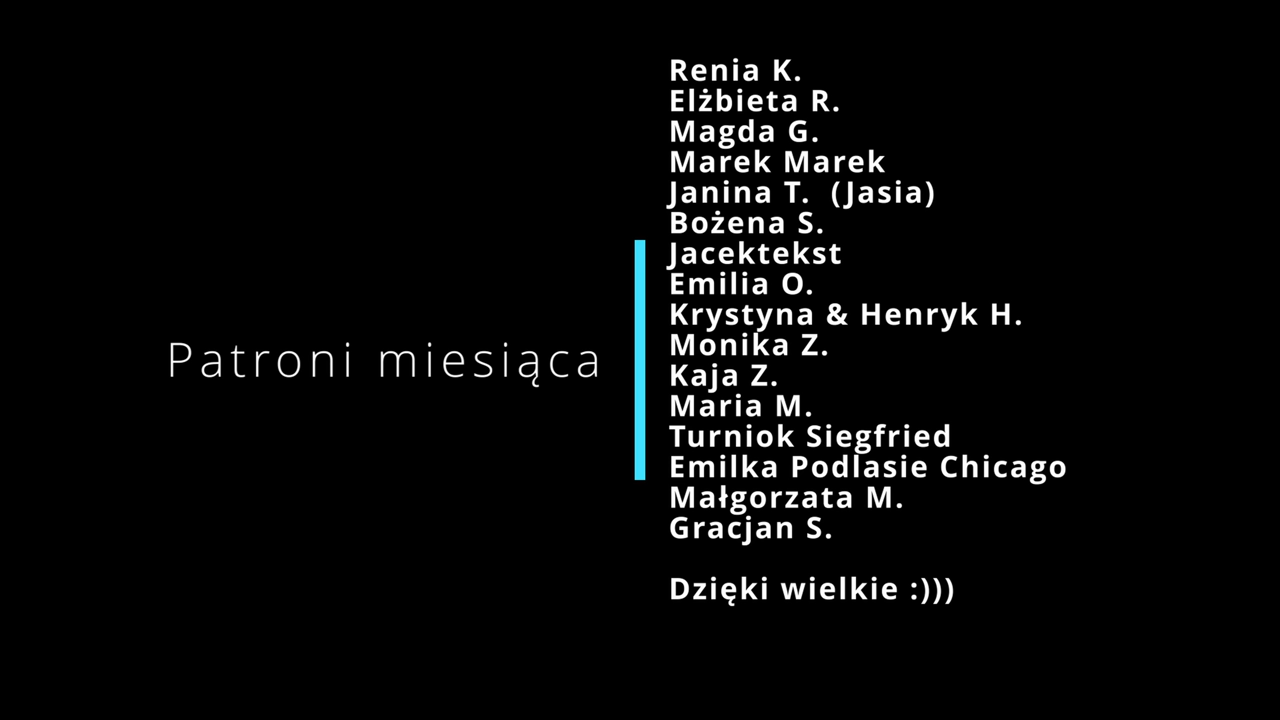 Patroni miesiąca
Renia K.
Elżbieta R.
Magda G.
Marek Marek
Janina T. (Jasia)
Bożena S.
Jacektekst
Emilia O.
Krystyna & Henryk H.
Monika Z.
Kaja Z.
Maria M.
Turniok Siegfried
Emilka Podlasie Chicago
Małgorzata M.
Gracjan S.
Dzięki wielkie :)))